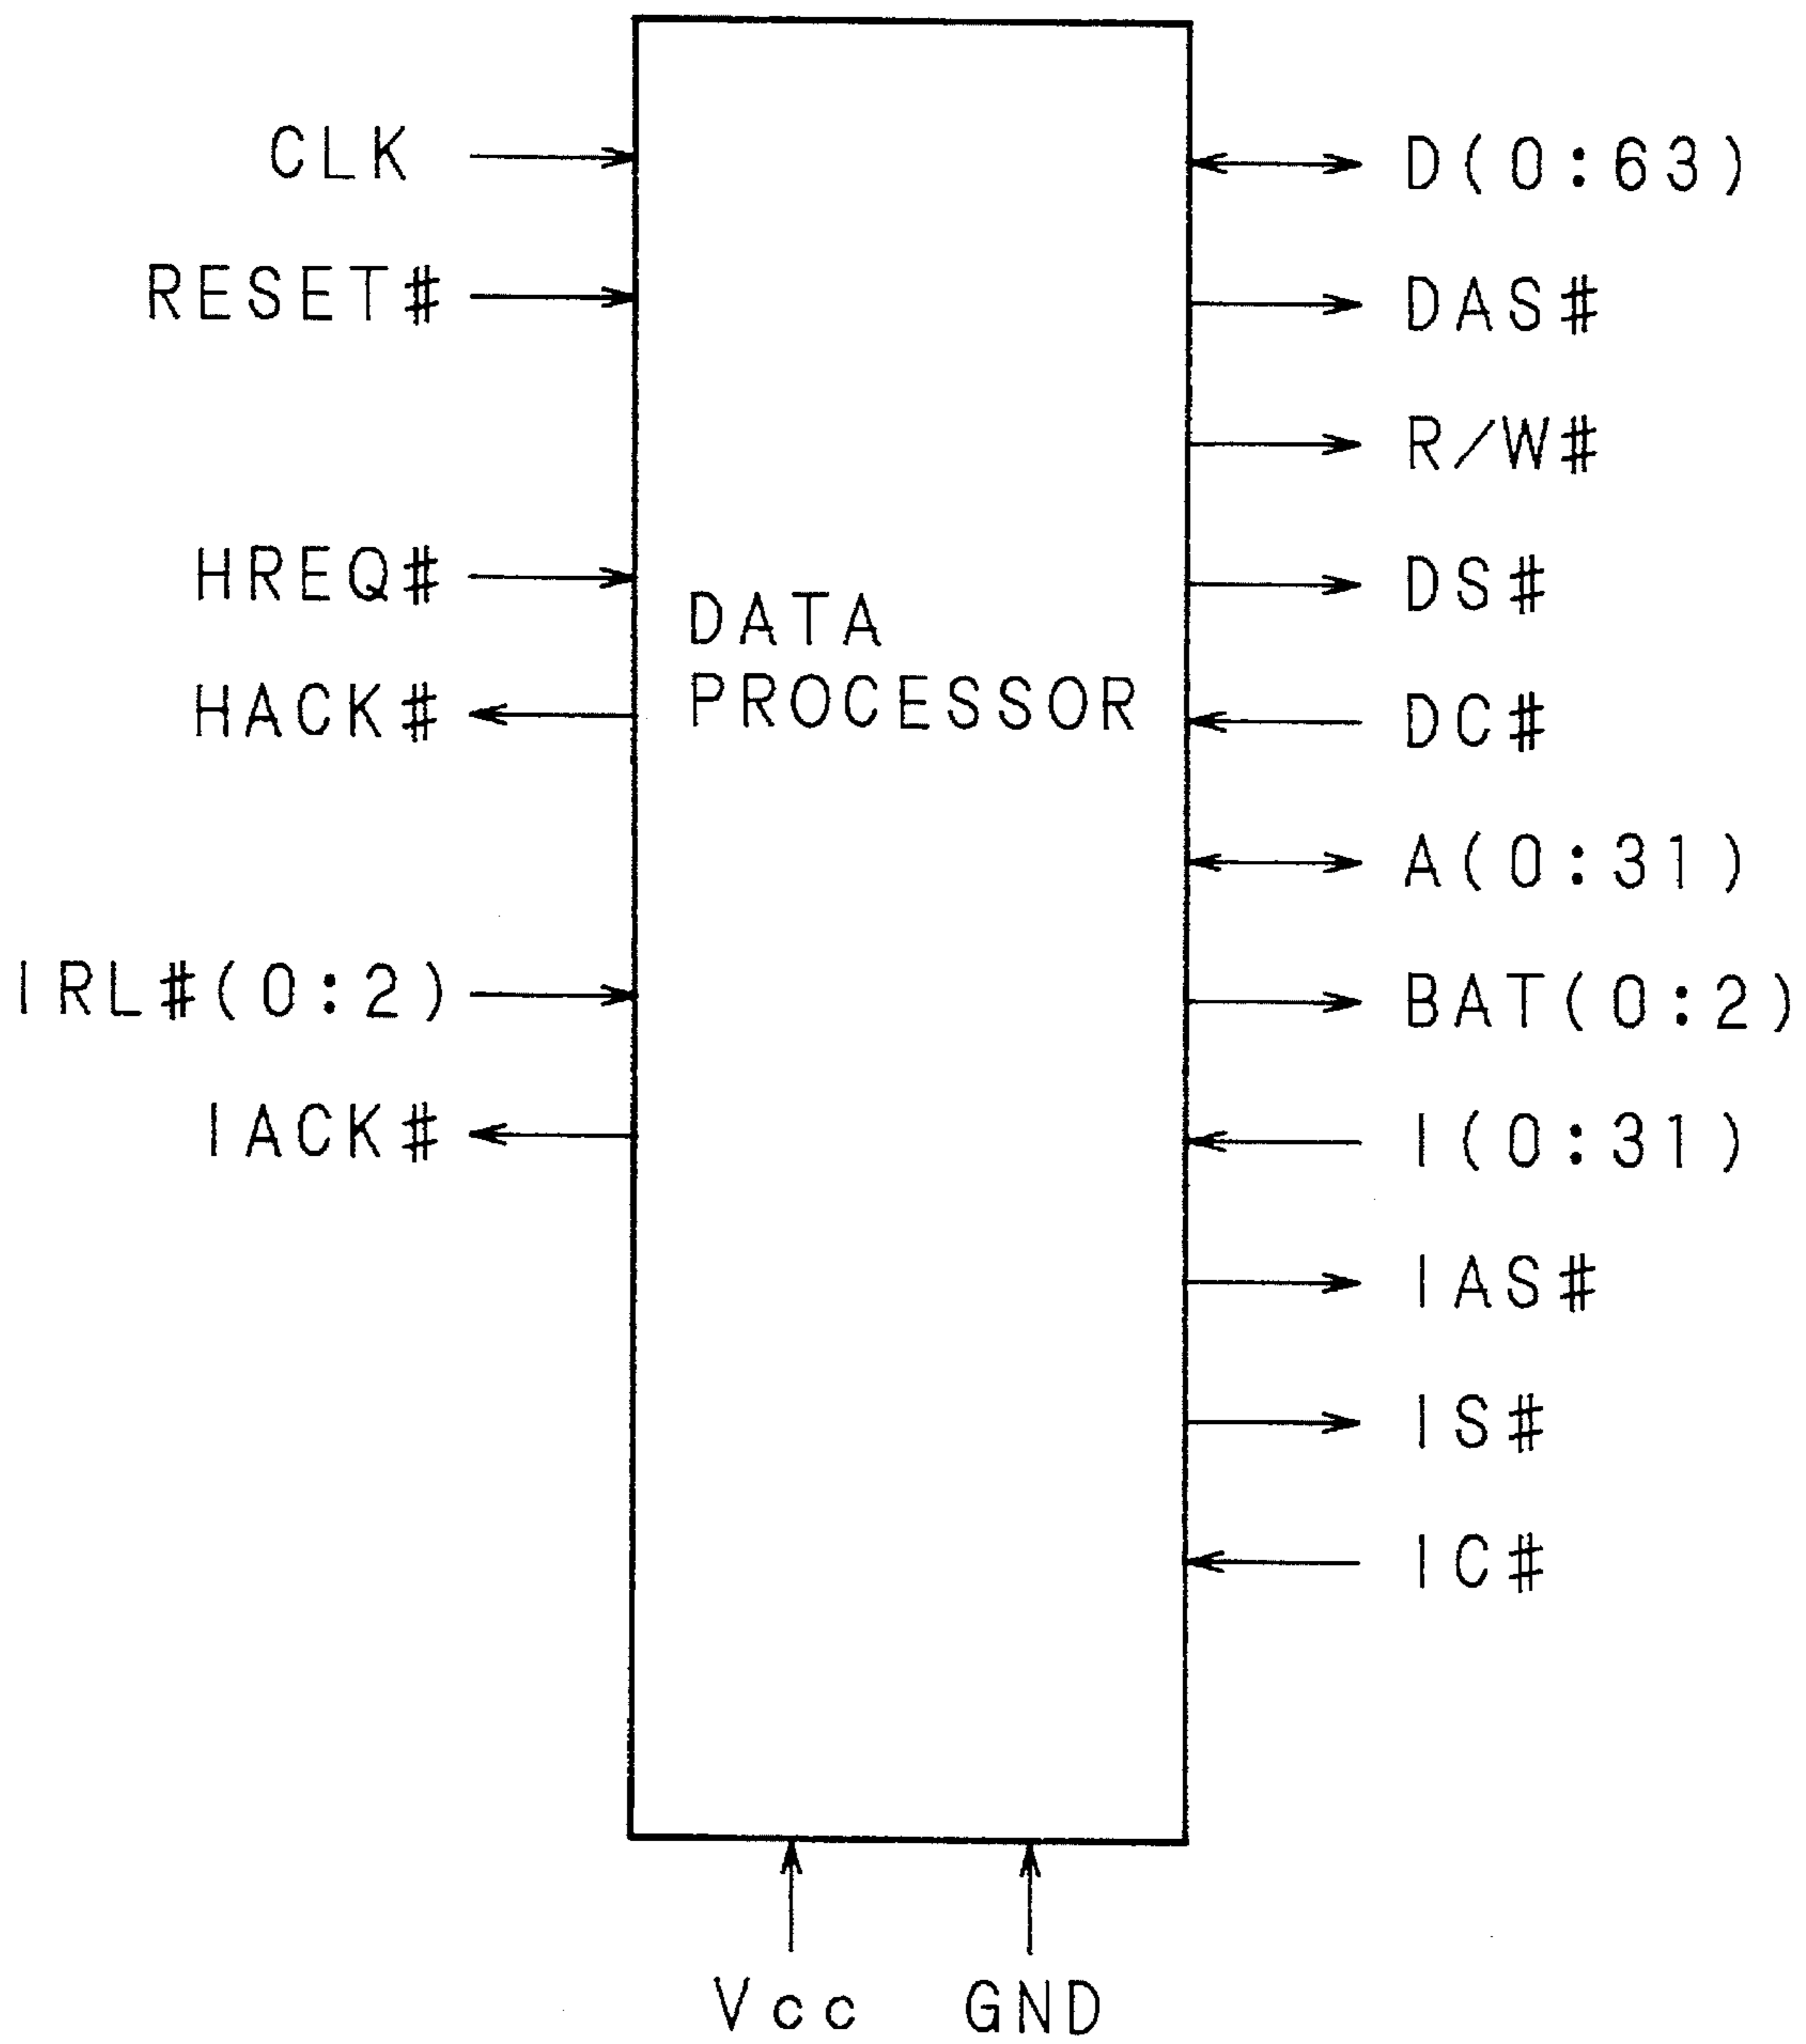 CLK
RESET#
HREQ#
HACK#
IRL#(0:2)
IACK#
DATA
PROCESSOR
D(0:63)
DAS#
R/W#
DS#
DC#
A(0:31)
BAT(0:2)
I(0:31)
IAS#
IS#
IC#
Vcc
GND